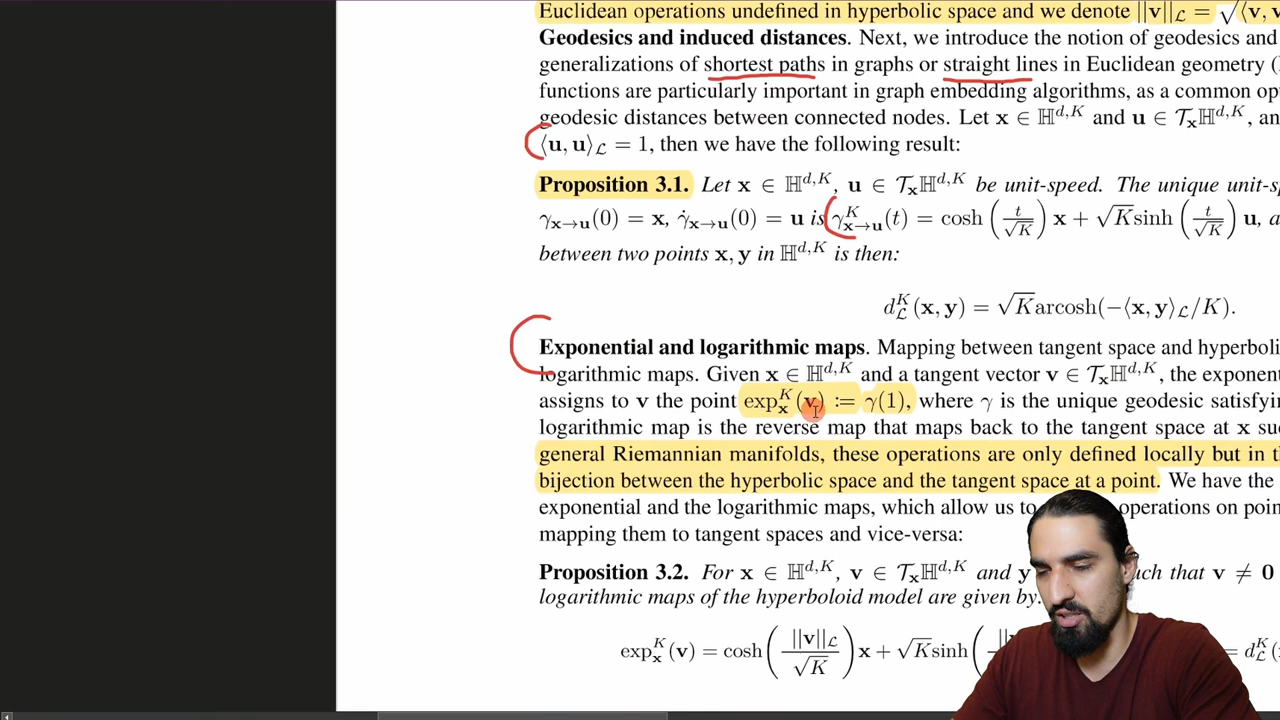 Euclidean operations undefined in hyperbolic space and we denote ||v||_ℒ = √⟨v, v
Geodesics and induced distances. Next, we introduce the notion of geodesics and
generalizations of shortest paths in graphs or straight lines in Euclidean geometry (
functions are particularly important in graph embedding algorithms, as a common op
geodesic distances between connected nodes. Let x ∈ ℍ^{d,K} and u ∈ 𝒯_xℍ^{d,K}, an
⟨u, u⟩_ℒ = 1, then we have the following result:
Proposition 3.1. Let x ∈ ℍ^{d,K}, u ∈ 𝒯_xℍ^{d,K} be unit-speed. The unique unit-s
γ_{x→u}(0) = x, γ̇_{x→u}(0) = u is γ^K_{x→u}(t) = cosh(t/√K)x + √K sinh(t/√K)u, a
between two points x, y in ℍ^{d,K} is then:
d^K_ℒ(x, y) = √K arcosh(−⟨x, y⟩_ℒ/K).
Exponential and logarithmic maps. Mapping between tangent space and hyperboli
logarithmic maps. Given x ∈ ℍ^{d,K} and a tangent vector v ∈ 𝒯_xℍ^{d,K}, the exponent
assigns to v the point exp^K_x(v) := γ(1), where γ is the unique geodesic satisfyi
logarithmic map is the reverse map that maps back to the tangent space at x su
general Riemannian manifolds, these operations are only defined locally but in t
bijection between the hyperbolic space and the tangent space at a point. We have the
exponential and the logarithmic maps, which allow us to operations on poin
mapping them to tangent spaces and vice-versa:
Proposition 3.2. For x ∈ ℍ^{d,K}, v ∈ 𝒯_xℍ^{d,K} and y such that v ≠ 0
logarithmic maps of the hyperboloid model are given by:
exp^K_x(v) = cosh(||v||_ℒ/√K)x + √K sinh( || = d^K_ℒ(